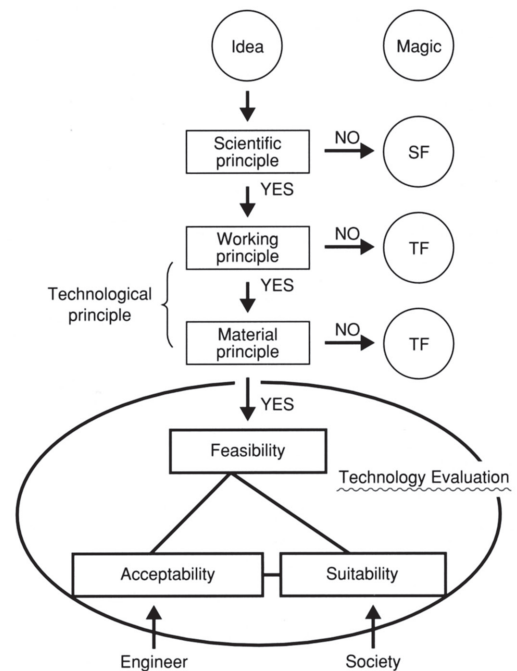 Idea
Magic
Scientific
principle
NO
SF
YES
Working
principle
NO
TF
Technological
principle
YES
Material
principle
NO
TF
YES
Feasibility
Technology Evaluation
Acceptability
Suitability
Engineer
Society